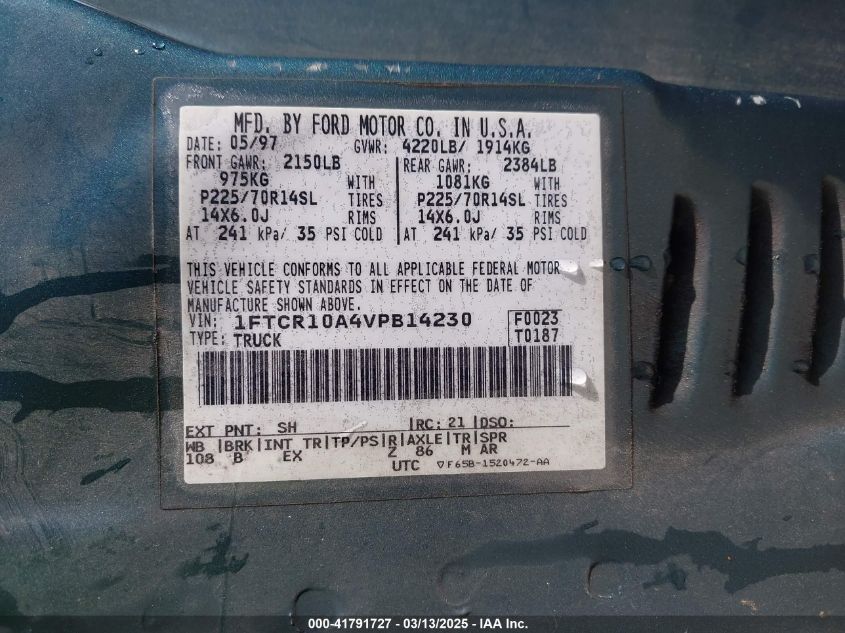 MFD. BY FORD MOTOR CO. IN U.S.A.
DATE: 05/97 GVWR: 4220LB/ 1914KG
FRONT GAWR: 2150LB REAR GAWR: 2384LB
975KG WITH 1081KG WITH
P225/70R14SL TIRES P225/70R14SL TIRES
14X6.0J RIMS 14X6.0J RIMS
AT 241 kPa/ 35 PSI COLD AT 241 kPa/ 35 PSI COLD
THIS VEHICLE CONFORMS TO ALL APPLICABLE FEDERAL MOTOR
VEHICLE SAFETY STANDARDS IN EFFECT ON THE DATE OF
MANUFACTURE SHOWN ABOVE.
VIN: 1FTCR10A4VPB14230 F0023
TYPE: TRUCK T0187
EXT PNT: SH RC: 21 DSO:
WB BRK INT TR TP/PS R AXLE TR SPR
108 B EX Z 86 M AR
UTC ▽F65B-1520472-AA
000-41791727 - 03/13/2025 - IAA Inc.